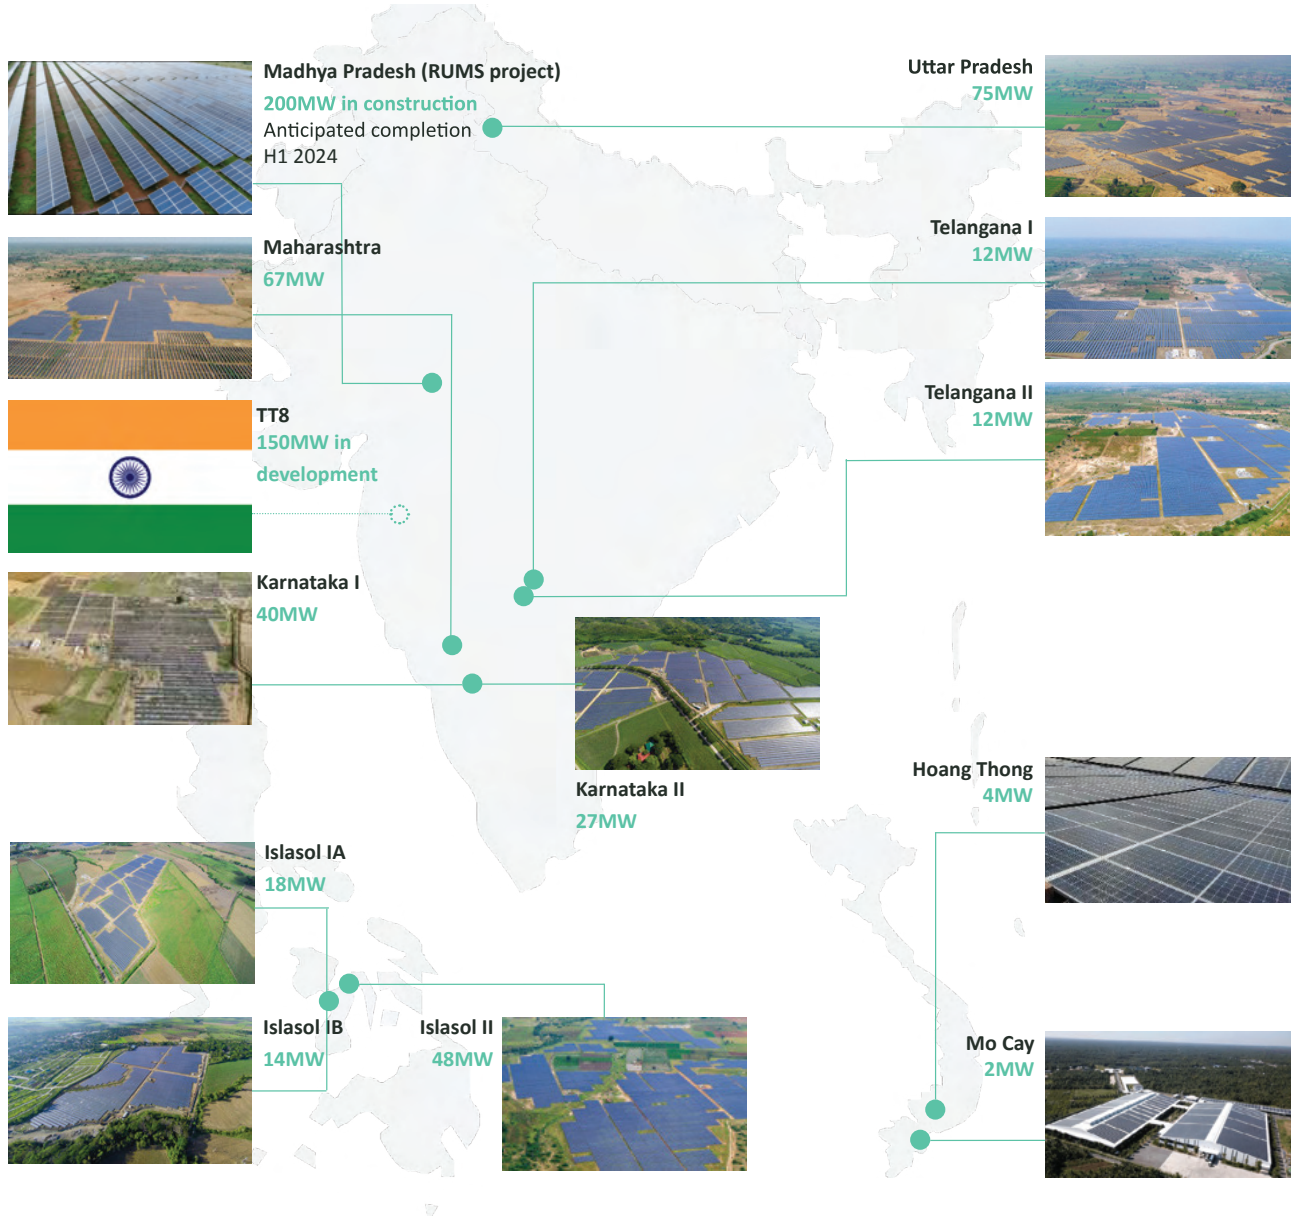 Madhya Pradesh (RUMS project)
200MW in construction
Anticipated completion
H1 2024
Uttar Pradesh
75MW
Maharashtra
67MW
Telangana I
12MW
TT8
150MW in
development
Telangana II
12MW
Karnataka I
40MW
Karnataka II
27MW
Hoang Thong
4MW
Islasol IA
18MW
Islasol IB
14MW
Islasol II
48MW
Mo Cay
2MW